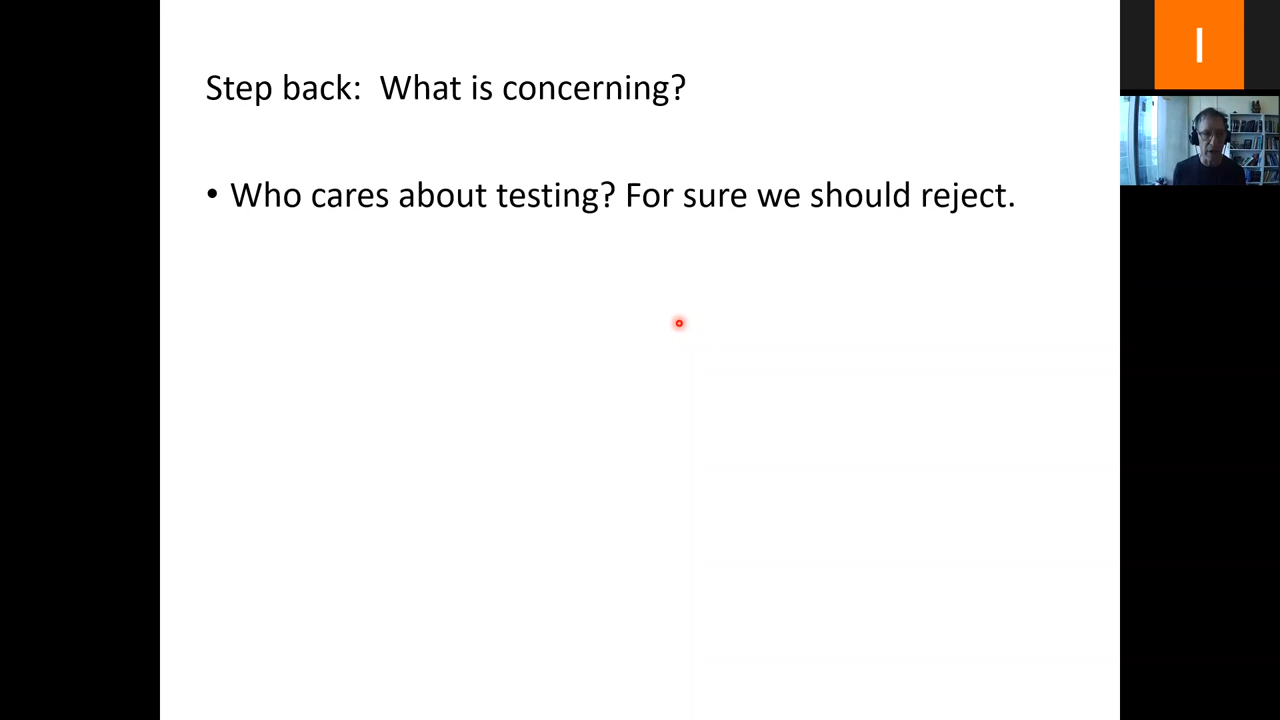 Step back:  What is concerning?
• Who cares about testing? For sure we should reject.
I